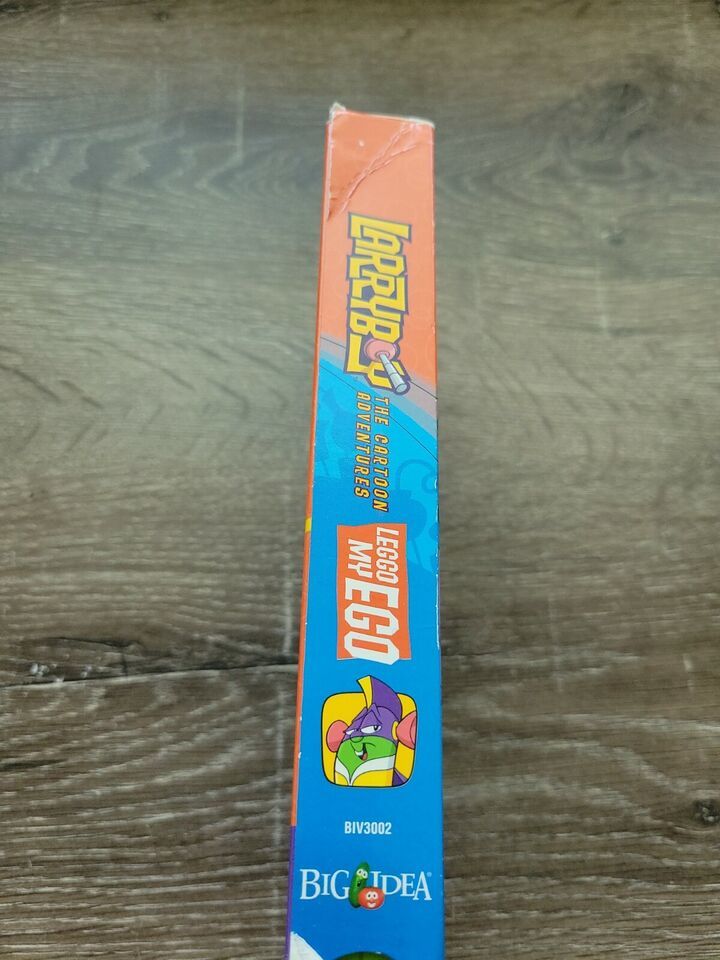 LARRYBOY
THE CARTOON
ADVENTURES
LEGGO
MY EGO
BIV3002
BIG IDEA®